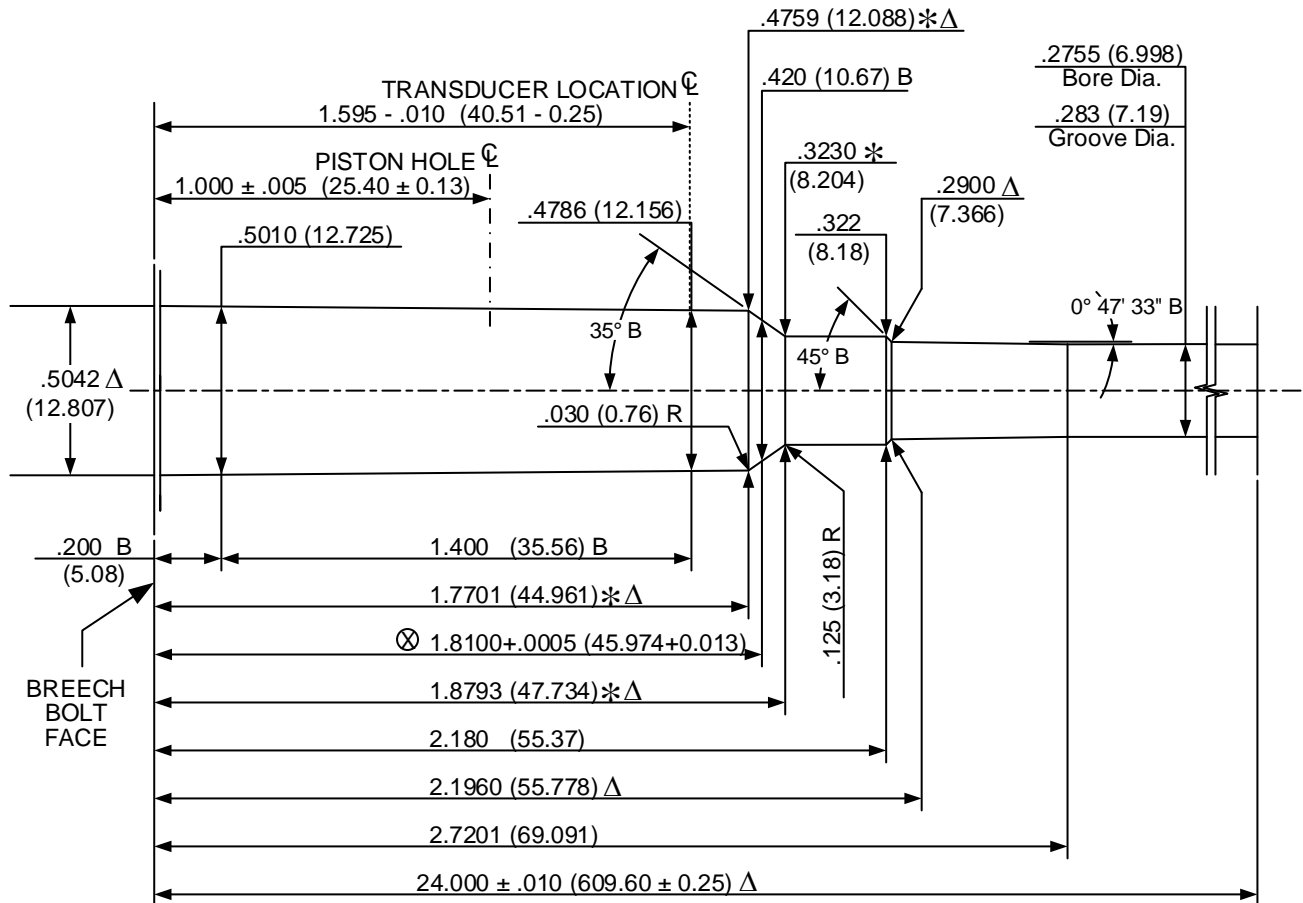 .4759 (12.088)✻Δ
.2755 (6.998)
Bore Dia.
.420 (10.67) B
TRANSDUCER LOCATION ℄
1.595 - .010 (40.51 - 0.25)
.283 (7.19)
Groove Dia.
.3230 ✻
(8.204)
PISTON HOLE ℄
1.000 ± .005 (25.40 ± 0.13)
.2900 Δ
(7.366)
.4786 (12.156)
.322
(8.18)
.5010 (12.725)
0° 47' 33" B
35° B
45° B
.5042 Δ
(12.807)
.030 (0.76) R
.200 B
(5.08)
1.400 (35.56) B
.125 (3.18) R
1.7701 (44.961)✻Δ
ⓧ 1.8100+.0005 (45.974+0.013)
BREECH
BOLT
FACE
1.8793 (47.734)✻Δ
2.180 (55.37)
2.1960 (55.778) Δ
2.7201 (69.091)
24.000 ± .010 (609.60 ± 0.25) Δ